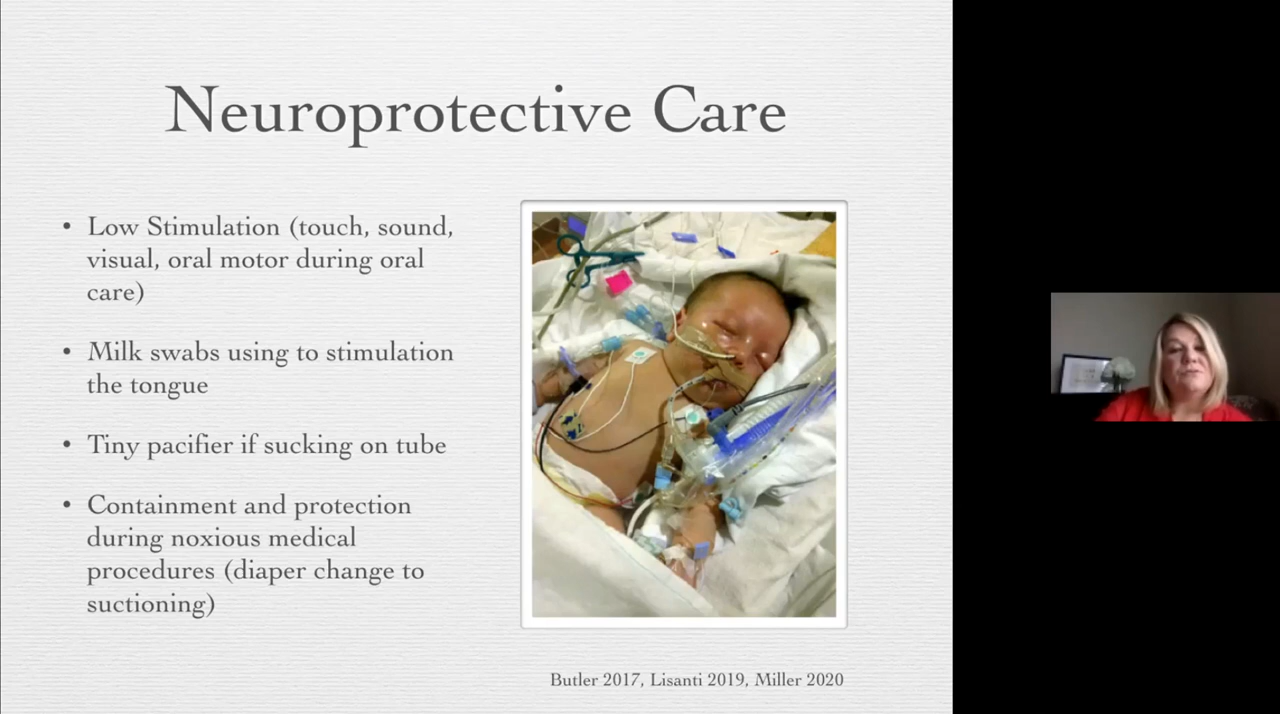 Neuroprotective Care
• Low Stimulation (touch, sound,
visual, oral motor during oral
care)
• Milk swabs using to stimulation
the tongue
• Tiny pacifier if sucking on tube
• Containment and protection
during noxious medical
procedures (diaper change to
suctioning)
Butler 2017, Lisanti 2019, Miller 2020